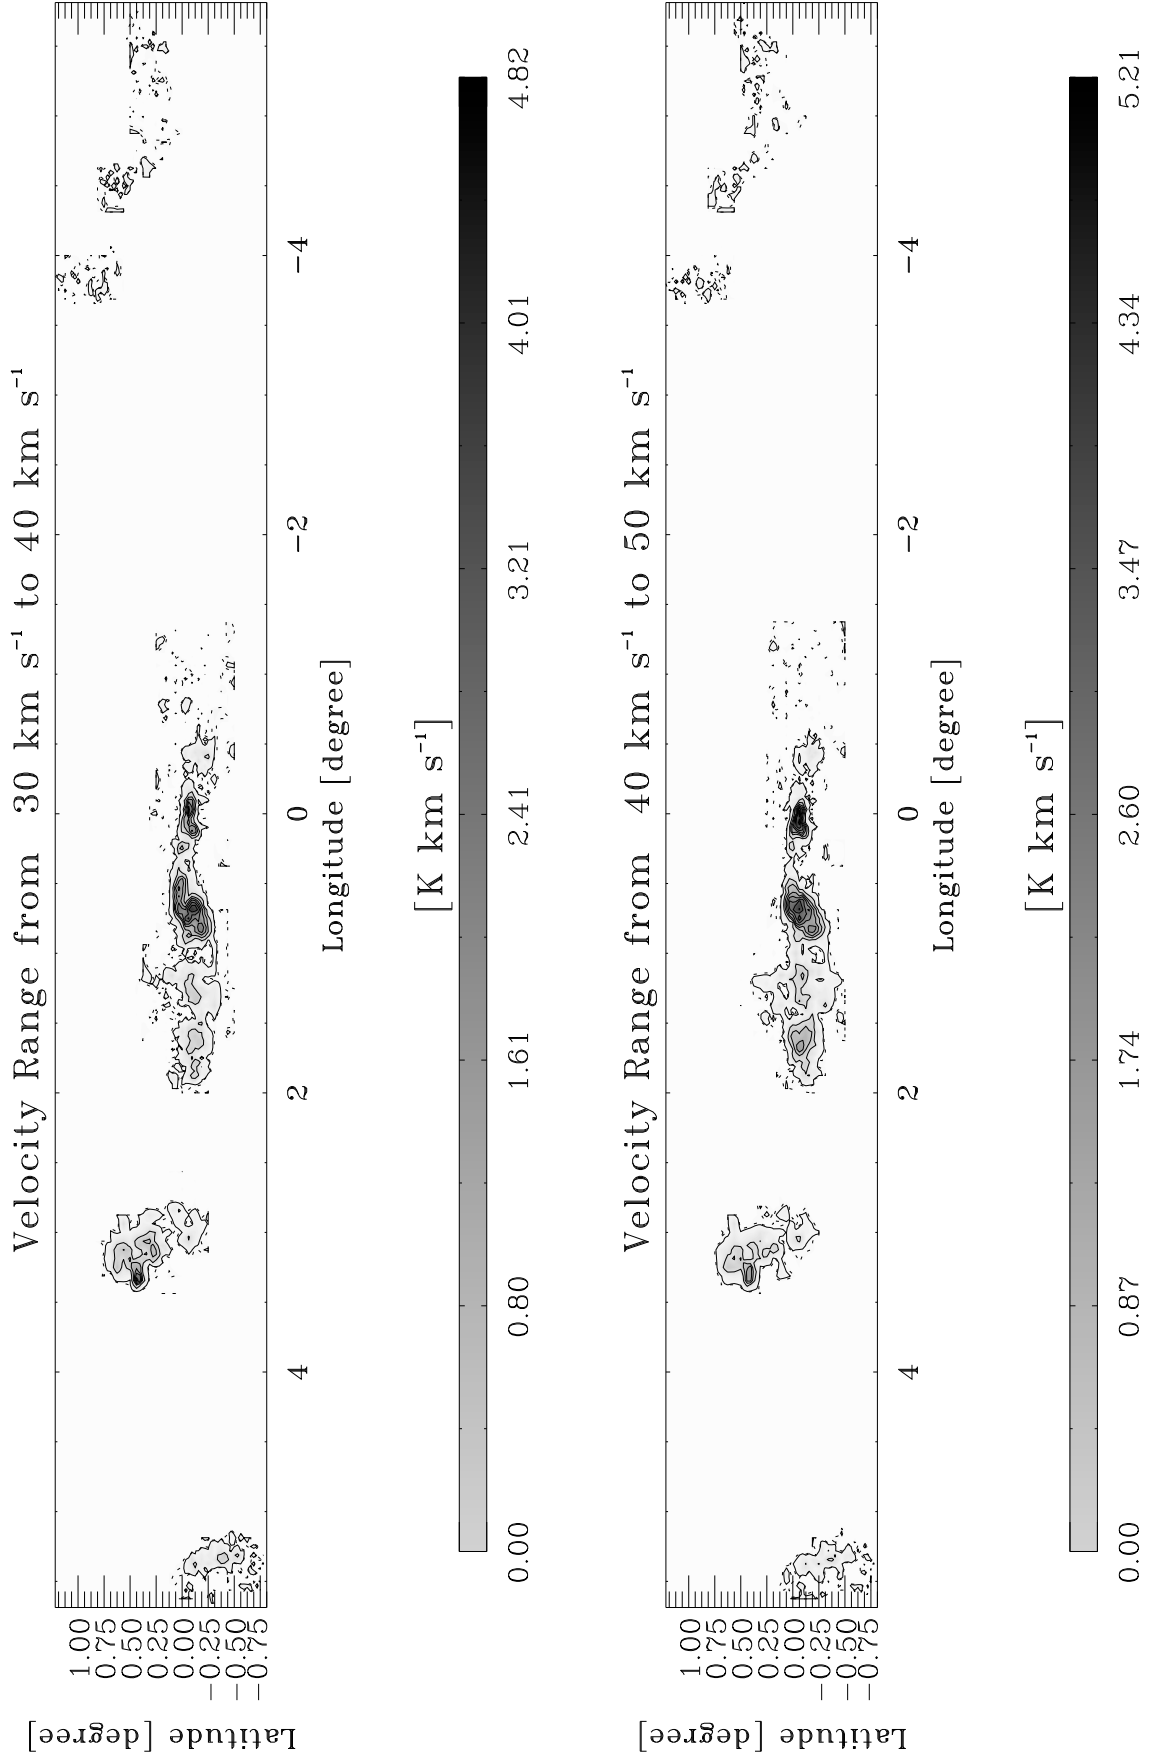 Velocity Range from 30 km s⁻¹ to 40 km s⁻¹
Latitude [degree]
1.00
0.75
0.50
0.25
0.00
−0.25
−0.50
−0.75
4 2 0 −2 −4
Longitude [degree]
[K km s⁻¹]
0.00 0.80 1.61 2.41 3.21 4.01 4.82
Velocity Range from 40 km s⁻¹ to 50 km s⁻¹
Latitude [degree]
1.00
0.75
0.50
0.25
0.00
−0.25
−0.50
−0.75
4 2 0 −2 −4
Longitude [degree]
[K km s⁻¹]
0.00 0.87 1.74 2.60 3.47 4.34 5.21